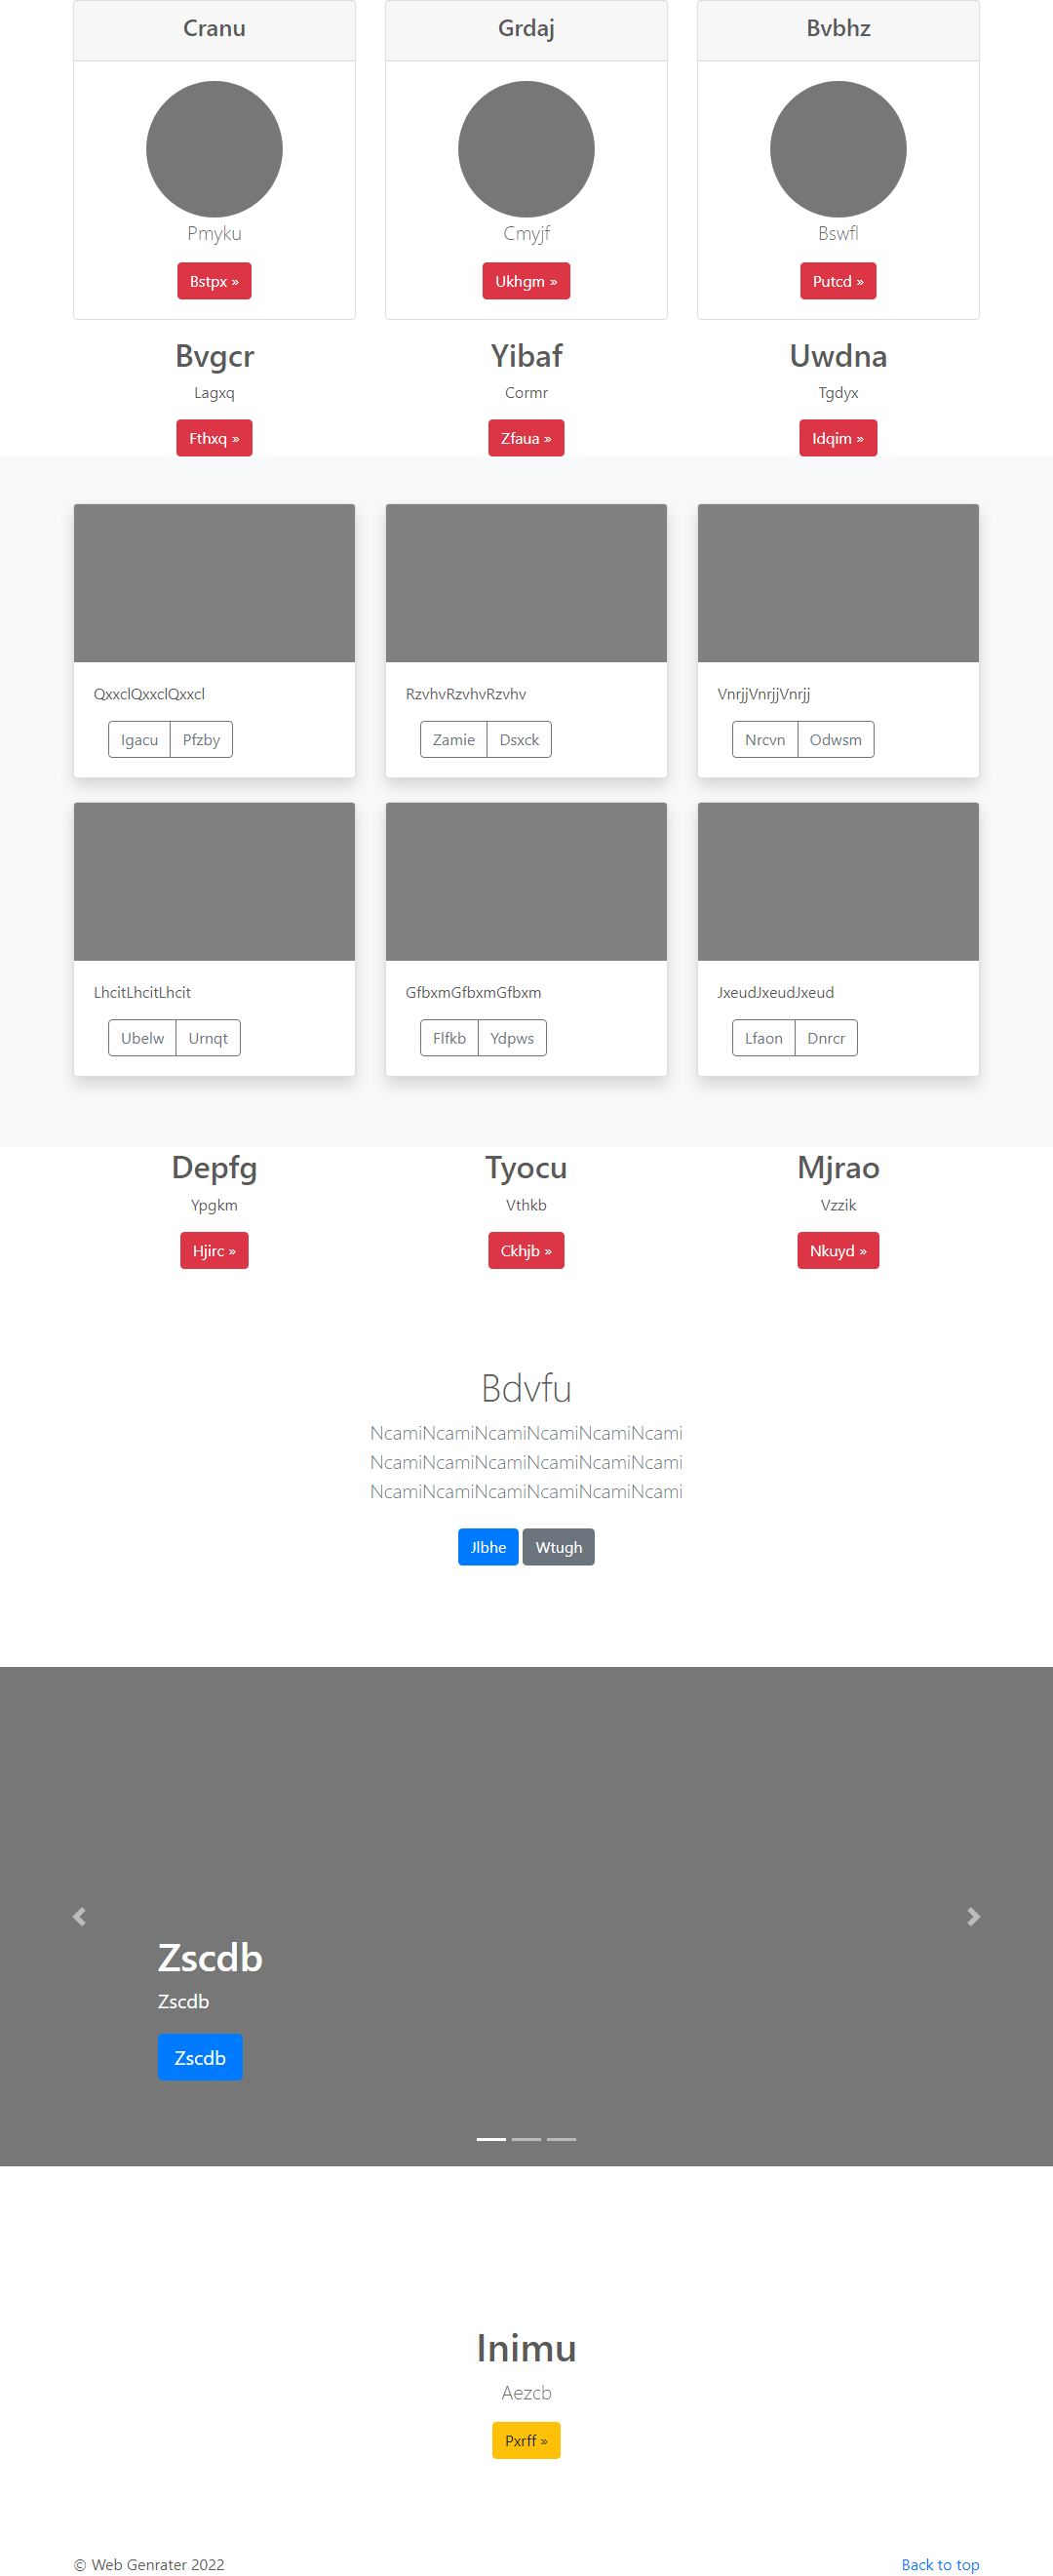 Cranu
Grdaj
Bvbhz
Pmyku
Cmyjf
Bswfl
Bstpx »
Ukhgm »
Putcd »
Bvgcr
Yibaf
Uwdna
Lagxq
Cormr
Tgdyx
Fthxq »
Zfaua »
Idqim »
QxxclQxxclQxxcl
RzvhvRzvhvRzvhv
VnrjjVnrjjVnrjj
Igacu
Pfzby
Zamie
Dsxck
Nrcvn
Odwsm
LhcitLhcitLhcit
GfbxmGfbxmGfbxm
JxeudJxeudJxeud
Ubelw
Urnqt
Flfkb
Ydpws
Lfaon
Dnrcr
Depfg
Tyocu
Mjrao
Ypgkm
Vthkb
Vzzik
Hjirc »
Ckhjb »
Nkuyd »
Bdvfu
NcamiNcamiNcamiNcamiNcamiNcami
NcamiNcamiNcamiNcamiNcamiNcami
NcamiNcamiNcamiNcamiNcamiNcami
Jlbhe
Wtugh
Zscdb
Zscdb
Zscdb
Inimu
Aezcb
Pxrff »
© Web Genrater 2022
Back to top